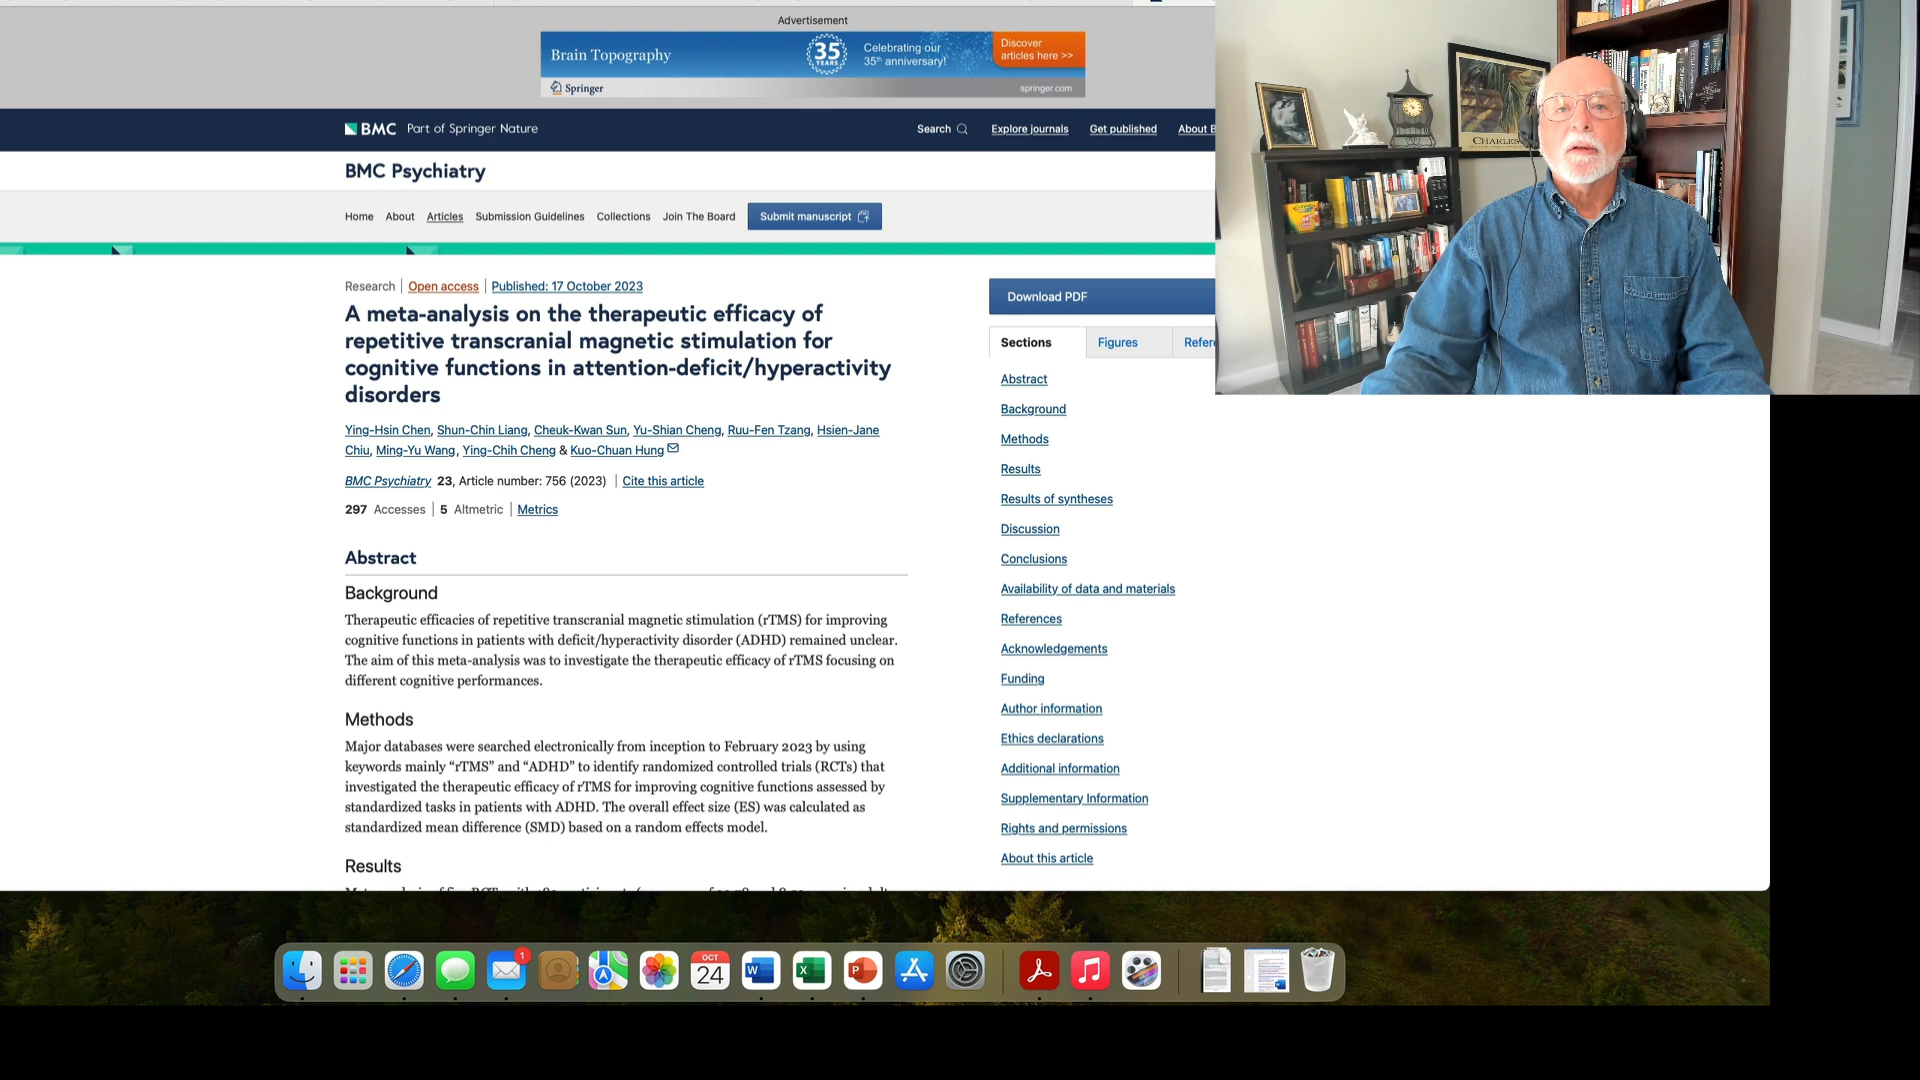 Advertisement
Brain Topography
35
YEARS
Celebrating our
35th anniversary!
Discover
articles here >>
Springer
springer.com
BMC Part of Springer Nature
Search
Explore journals
Get published
About B
BMC Psychiatry
Home About Articles Submission Guidelines Collections Join The Board Submit manuscript
Research | Open access | Published: 17 October 2023
A meta-analysis on the therapeutic efficacy of
repetitive transcranial magnetic stimulation for
cognitive functions in attention-deficit/hyperactivity
disorders
Ying-Hsin Chen, Shun-Chin Liang, Cheuk-Kwan Sun, Yu-Shian Cheng, Ruu-Fen Tzang, Hsien-Jane
Chiu, Ming-Yu Wang, Ying-Chih Cheng & Kuo-Chuan Hung
BMC Psychiatry 23, Article number: 756 (2023) | Cite this article
297 Accesses | 5 Altmetric | Metrics
Abstract
Background
Therapeutic efficacies of repetitive transcranial magnetic stimulation (rTMS) for improving
cognitive functions in patients with deficit/hyperactivity disorder (ADHD) remained unclear.
The aim of this meta-analysis was to investigate the therapeutic efficacy of rTMS focusing on
different cognitive performances.
Methods
Major databases were searched electronically from inception to February 2023 by using
keywords mainly “rTMS” and “ADHD” to identify randomized controlled trials (RCTs) that
investigated the therapeutic efficacy of rTMS for improving cognitive functions assessed by
standardized tasks in patients with ADHD. The overall effect size (ES) was calculated as
standardized mean difference (SMD) based on a random effects model.
Results
Download PDF
Sections Figures Refere
Abstract
Background
Methods
Results
Results of syntheses
Discussion
Conclusions
Availability of data and materials
References
Acknowledgements
Funding
Author information
Ethics declarations
Additional information
Supplementary Information
Rights and permissions
About this article
CHARLES
1
OCT
24
W
X
P